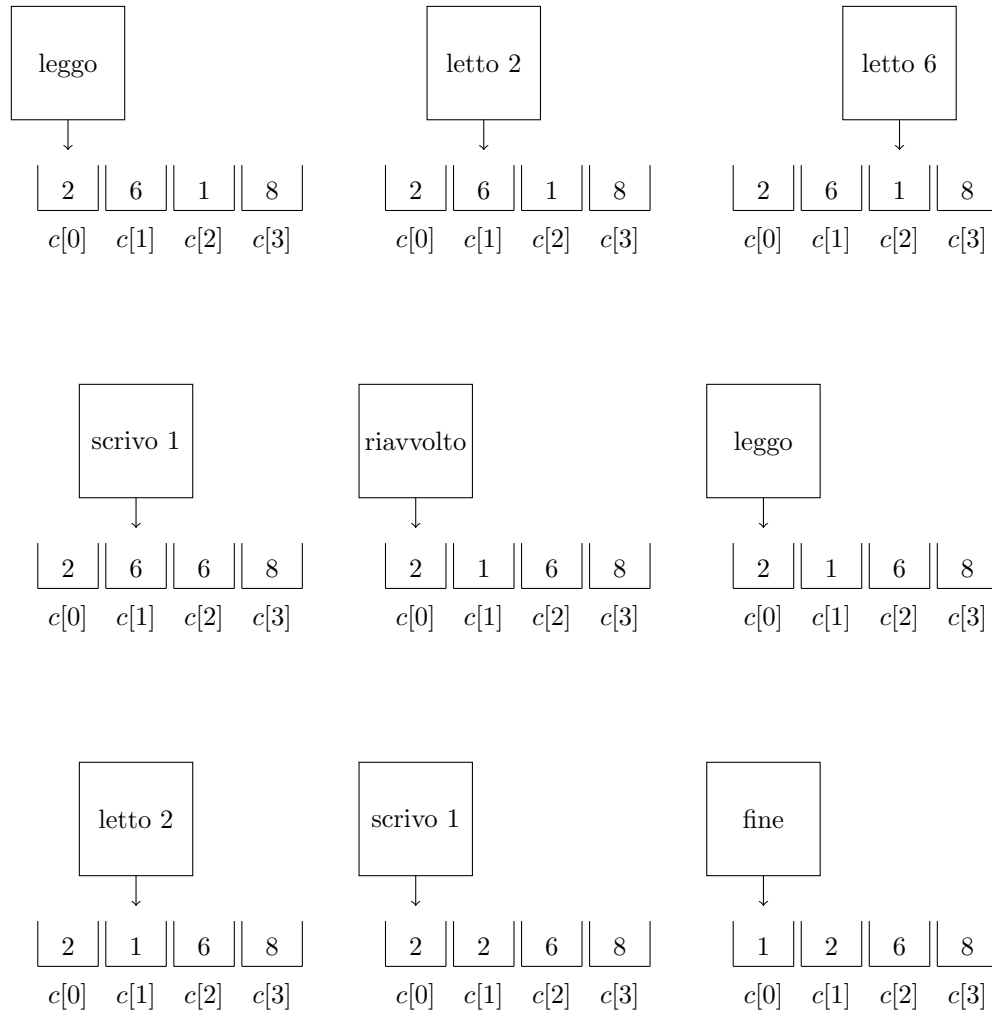 leggo letto 2 letto 6
2 6 1 8 2 6 1 8 2 6 1 8
c[0] c[1] c[2] c[3] c[0] c[1] c[2] c[3] c[0] c[1] c[2] c[3]
scrivo 1 riavvolto leggo
2 6 6 8 2 1 6 8 2 1 6 8
c[0] c[1] c[2] c[3] c[0] c[1] c[2] c[3] c[0] c[1] c[2] c[3]
letto 2 scrivo 1 fine
2 1 6 8 2 2 6 8 1 2 6 8
c[0] c[1] c[2] c[3] c[0] c[1] c[2] c[3] c[0] c[1] c[2] c[3]